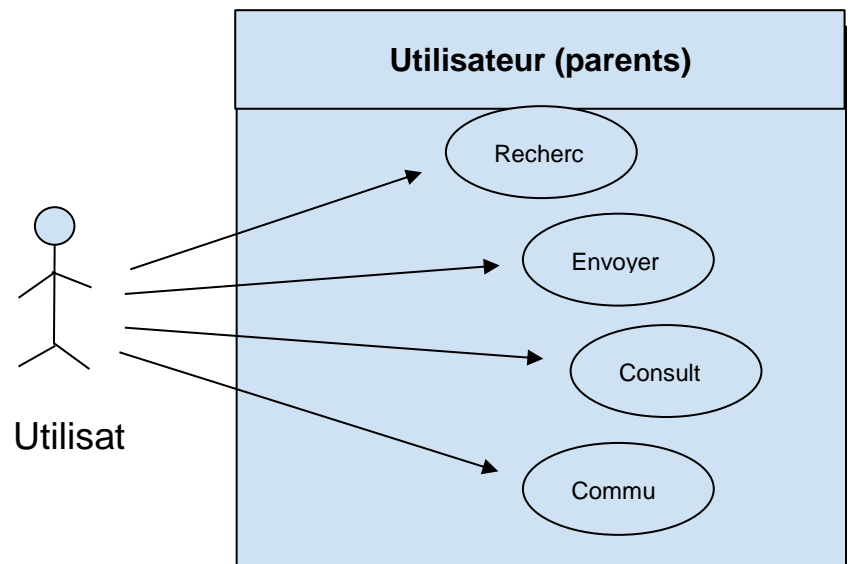 Utilisateur (parents)
Recherc
Envoyer
Consult
Utilisat
Commu